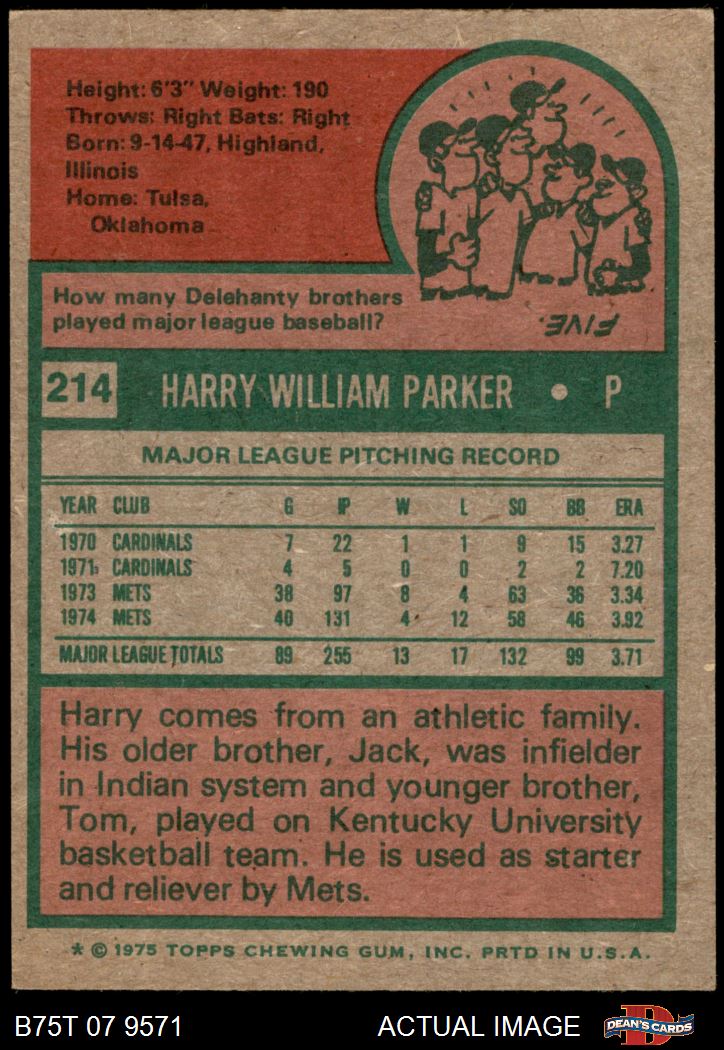 Height: 6'3" Weight: 190
Throws: Right Bats: Right
Born: 9-14-47, Highland,
Illinois
Home: Tulsa,
Oklahoma
How many Delehanty brothers
played major league baseball?
FIVE.
214 HARRY WILLIAM PARKER • P
MAJOR LEAGUE PITCHING RECORD
YEAR CLUB G IP W L SO BB ERA
1970 CARDINALS 7 22 1 1 9 15 3.27
1971 CARDINALS 4 5 0 0 2 2 7.20
1973 METS 38 97 8 4 63 36 3.34
1974 METS 40 131 4 12 58 46 3.92
MAJOR LEAGUE TOTALS 89 255 13 17 132 99 3.71
Harry comes from an athletic family.
His older brother, Jack, was infielder
in Indian system and younger brother,
Tom, played on Kentucky University
basketball team. He is used as starter
and reliever by Mets.
* © 1975 TOPPS CHEWING GUM, INC. PRTD IN U.S.A.
B75T 07 9571 ACTUAL IMAGE DEAN'S CARDS